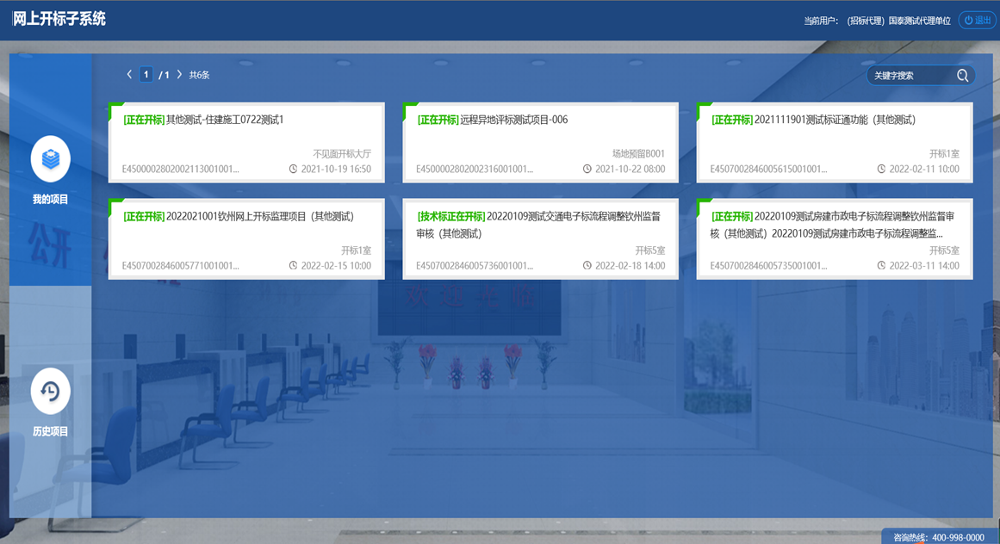 网上开标子系统
当前用户： (招标代理) 国泰测试代理单位
退出
1 / 1 共6条
关键字搜索
我的项目
历史项目
[正在开标]其他测试-住建施工0722测试1
不见面开标大厅
E4500002802002113001001... 2021-10-19 16:50
[正在开标]远程异地评标测试项目-006
场地预留B001
E4500002802002316001001... 2021-10-22 08:00
[正在开标]2021111901测试标证通功能（其他测试）
开标1室
E4507002846005615001001... 2022-02-11 10:00
[正在开标]2022021001钦州网上开标监理项目（其他测试）
开标1室
E4507002846005771001001... 2022-02-15 10:00
[技术标正在开标]20220109测试交通电子标流程调整钦州监督
审核（其他测试）
开标5室
E4507002846005736001001... 2022-02-18 14:00
[正在开标]20220109测试房建市政电子标流程调整钦州监督审
核（其他测试）20220109测试房建市政电子标流程调整监...
开标5室
E4507002846005735001001... 2022-03-11 14:00
公开
欢迎光临
咨询热线：400-998-0000